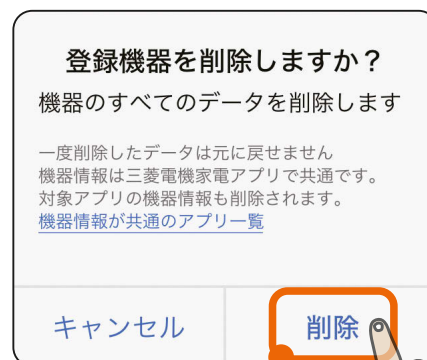 登録機器を削除しますか？
機器のすべてのデータを削除します
一度削除したデータは元に戻せません
機器情報は三菱電機家電アプリで共通です。
対象アプリの機器情報も削除されます。
機器情報が共通のアプリ一覧
キャンセル
削除